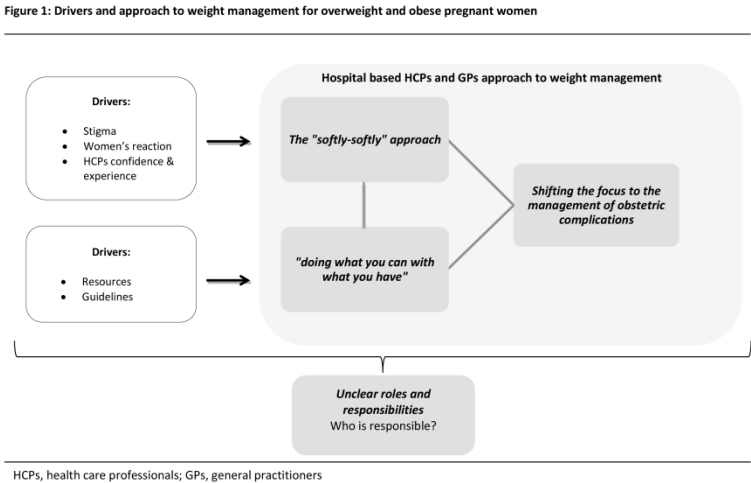 Figure 1: Drivers and approach to weight management for overweight and obese pregnant women
Hospital based HCPs and GPs approach to weight management
Drivers:
• Stigma
• Women’s reaction
• HCPs confidence &
experience
The "softly-softly" approach
Shifting the focus to the
management of obstetric
complications
Drivers:
• Resources
• Guidelines
"doing what you can with
what you have"
Unclear roles and
responsibilities
Who is responsible?
HCPs, health care professionals; GPs, general practitioners